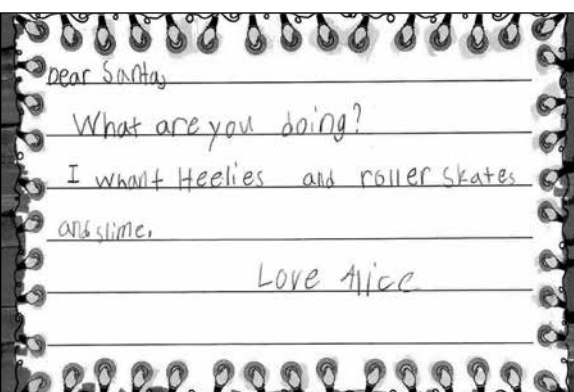 Dear Santa,
What are you doing?
I whant Heelies and roller skates
and slime.
Love Alice